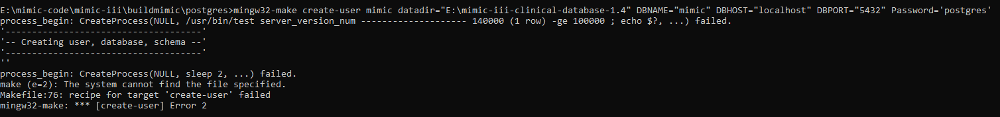 E:\mimic-code\mimic-iii\buildmimic\postgres>mingw32-make create-user mimic datadir="E:\mimic-iii-clinical-database-1.4" DBNAME="mimic" DBHOST="localhost" DBPORT="5432" Password='postgres'
process_begin: CreateProcess(NULL, /usr/bin/test server_version_num -------------------- 140000 (1 row) -ge 100000 ; echo $?, ...) failed.
'-------------------------------------'
'-- Creating user, database, schema --'
'-------------------------------------'
''
process_begin: CreateProcess(NULL, sleep 2, ...) failed.
make (e=2): The system cannot find the file specified.
Makefile:76: recipe for target 'create-user' failed
mingw32-make: *** [create-user] Error 2